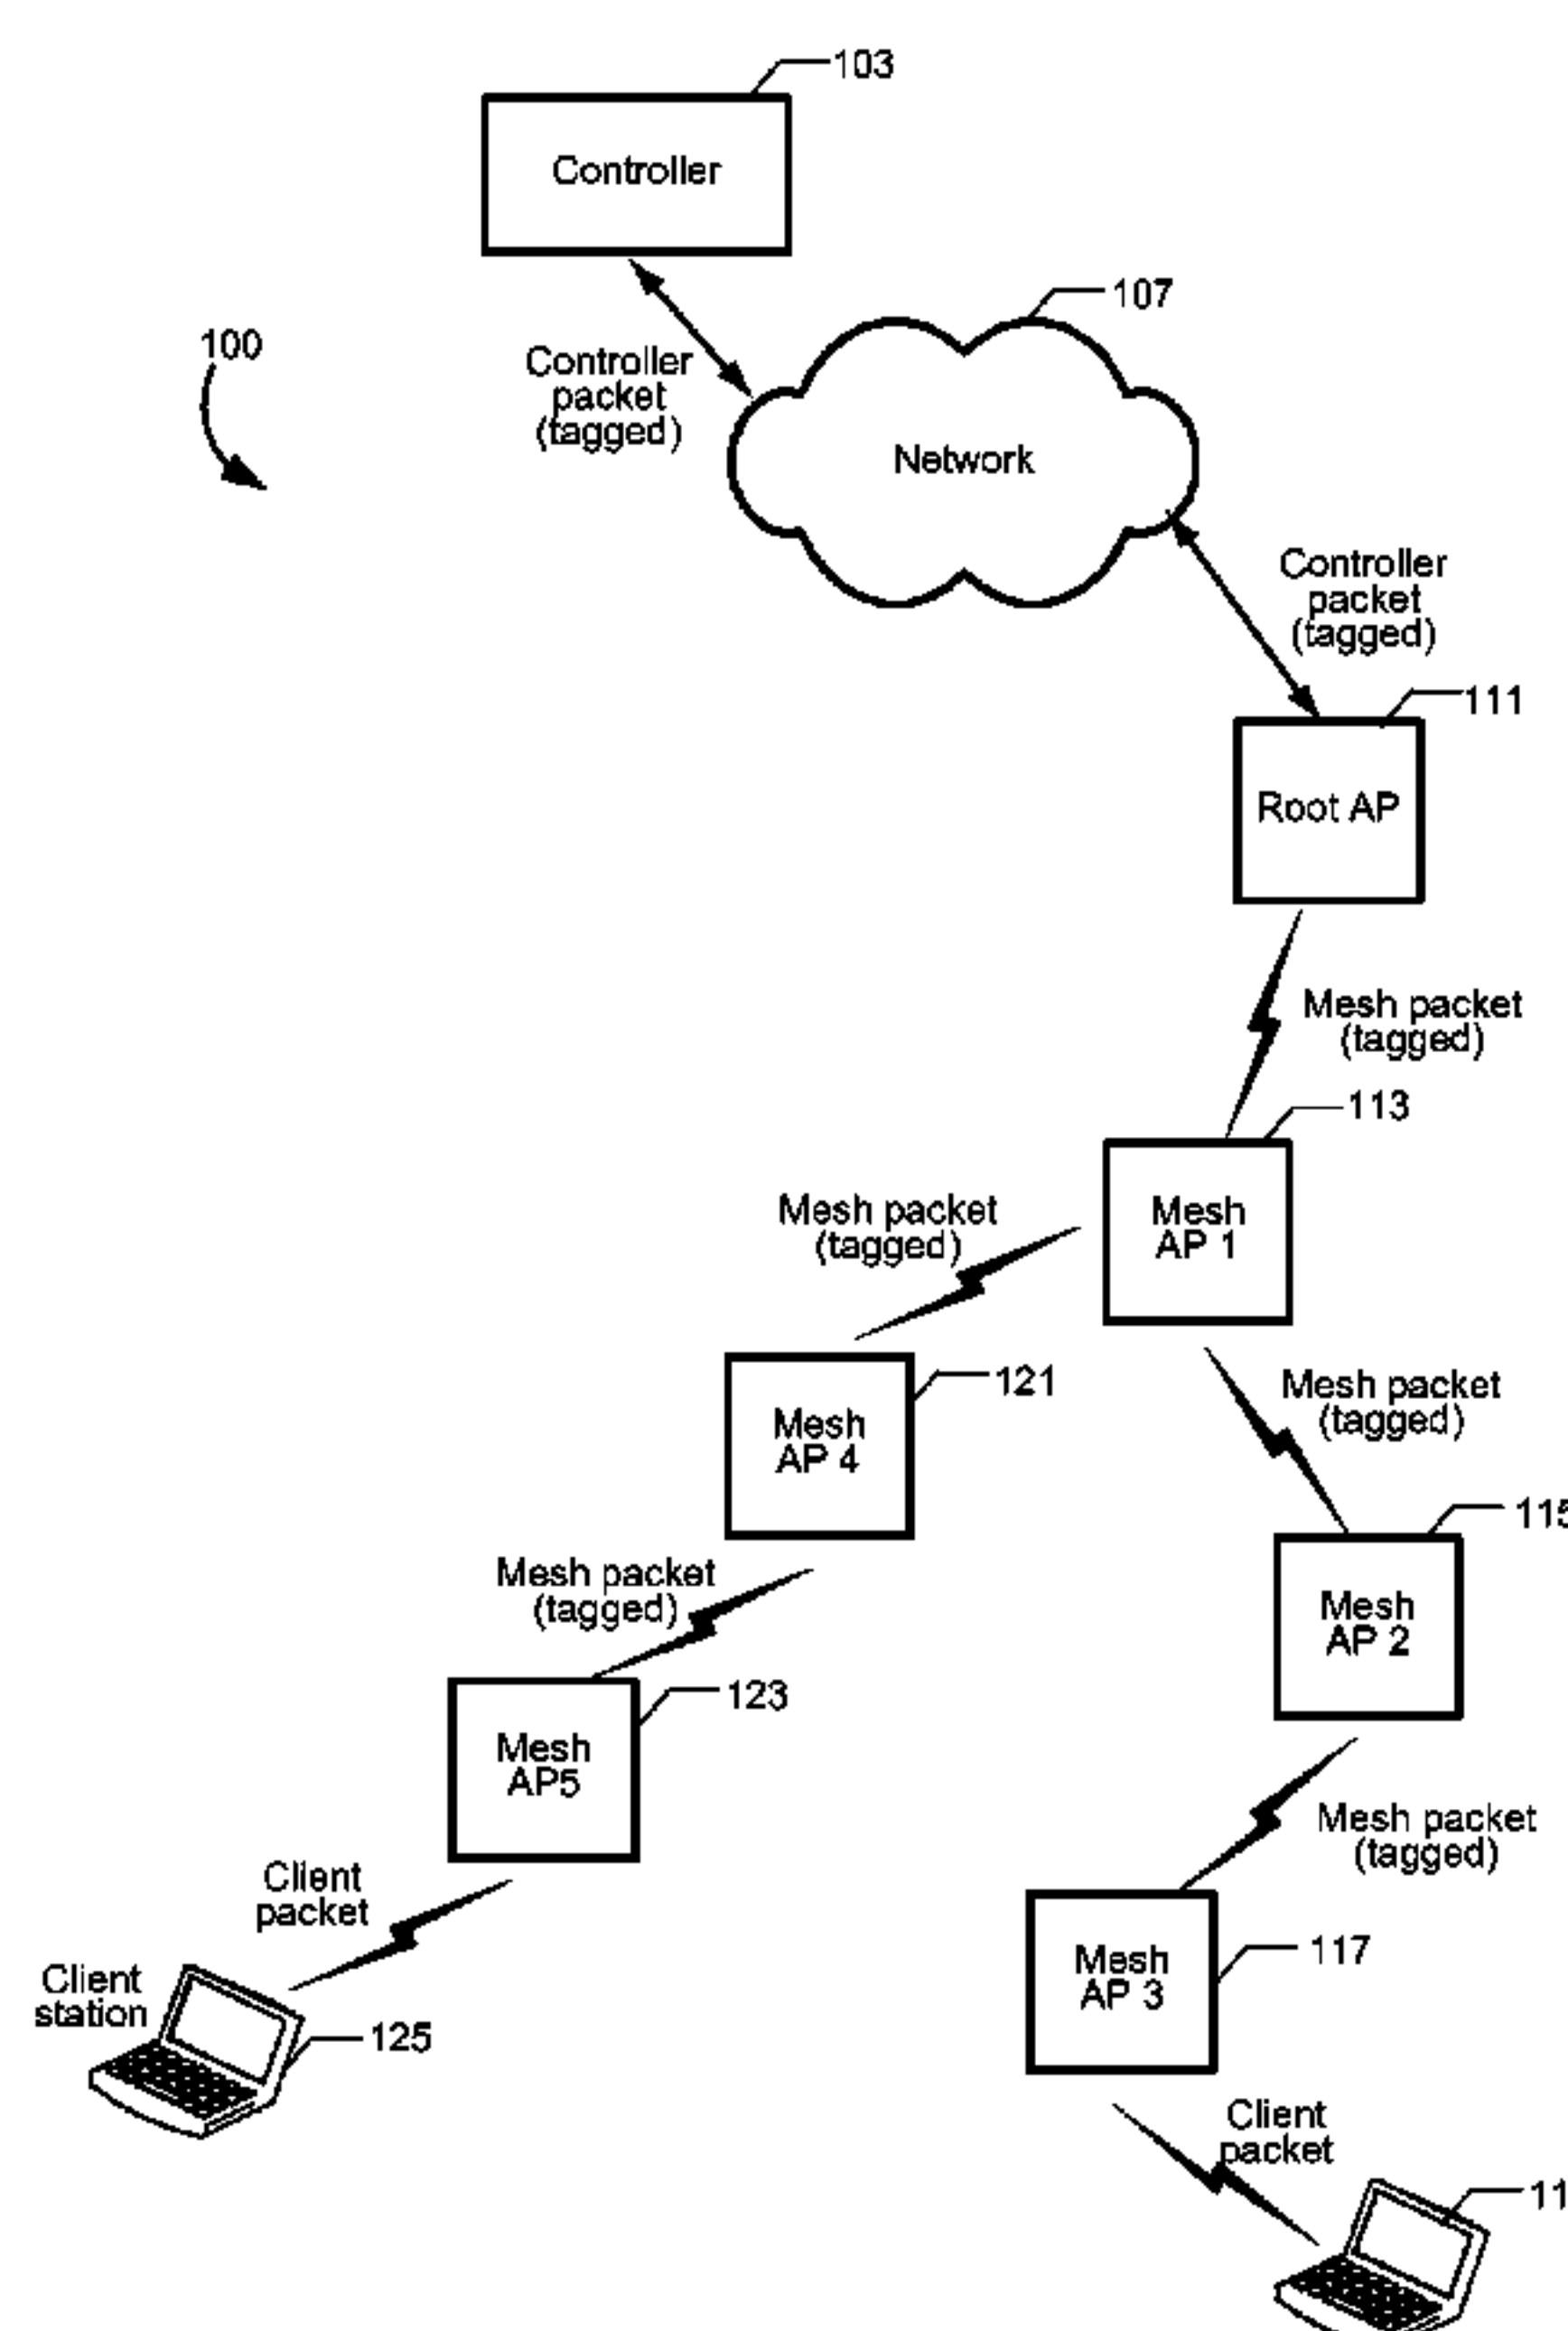 103
Controller
107
100
Controller
packet
(tagged)
Network
Controller
packet
(tagged)
111
Root AP
Mesh packet
(tagged)
113
Mesh packet
(tagged)
Mesh
AP 1
121
Mesh packet
(tagged)
Mesh
AP 4
115
Mesh packet
(tagged)
Mesh
AP 2
123
Mesh
AP5
Mesh packet
(tagged)
Client
packet
117
Mesh
AP 3
Client
station
125
Client
packet